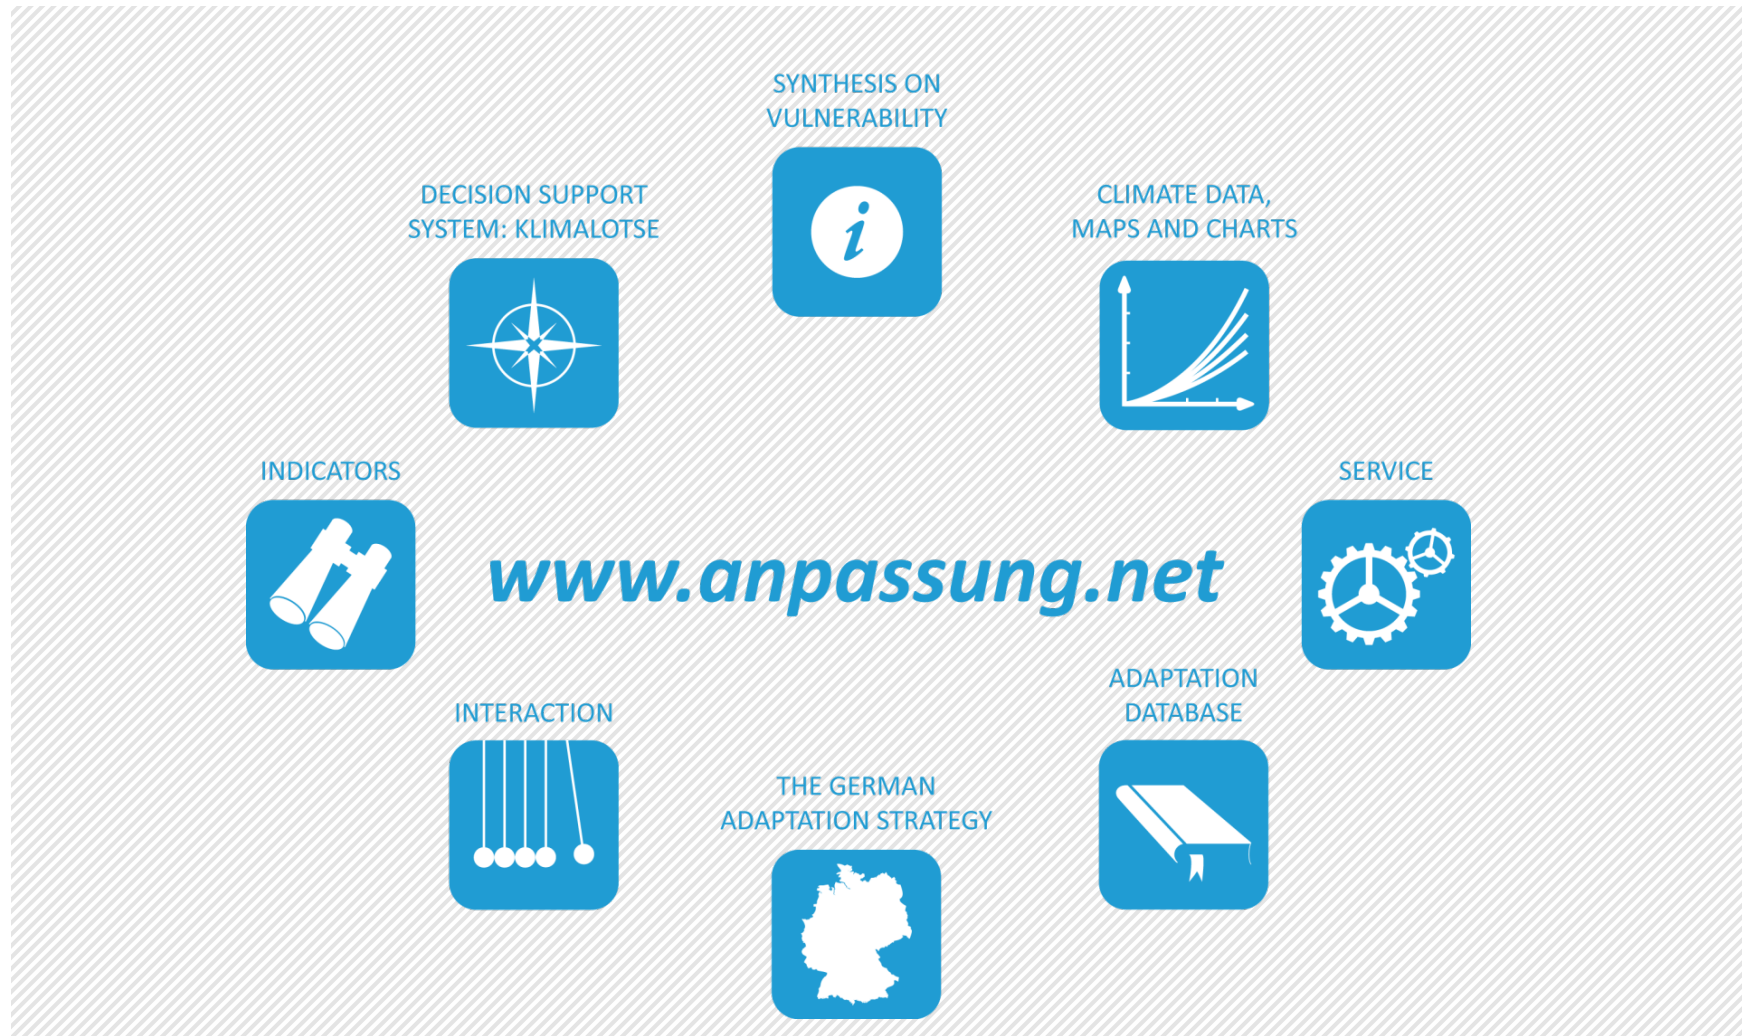 SYNTHESIS ON
VULNERABILITY
DECISION SUPPORT
SYSTEM: KLIMALOTSE
CLIMATE DATA,
MAPS AND CHARTS
INDICATORS
SERVICE
www.anpassung.net
INTERACTION
ADAPTATION
DATABASE
THE GERMAN
ADAPTATION STRATEGY
i